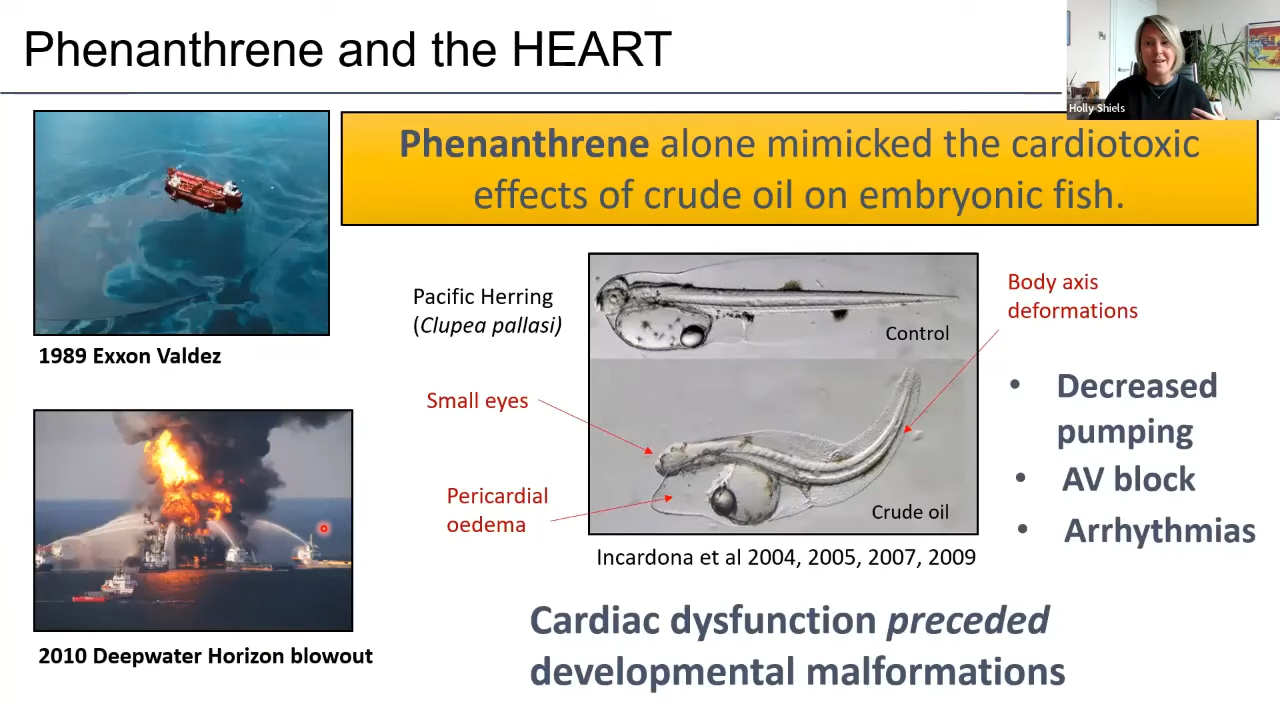 Phenanthrene and the HEART
Holly Shiels
Phenanthrene alone mimicked the cardiotoxic
effects of crude oil on embryonic fish.
1989 Exxon Valdez
2010 Deepwater Horizon blowout
Pacific Herring
(Clupea pallasi)
Control
Body axis
deformations
Small eyes
Pericardial
oedema
Crude oil
Incardona et al 2004, 2005, 2007, 2009
• Decreased
pumping
• AV block
• Arrhythmias
Cardiac dysfunction preceded
developmental malformations